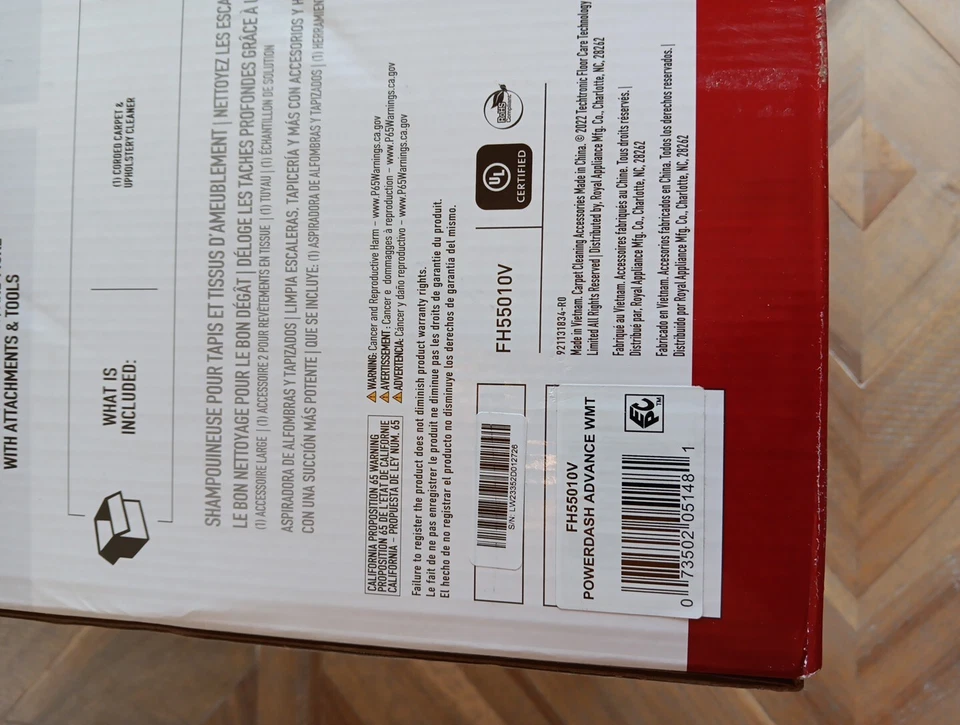 WITH ATTACHMENTS & TOOLS
WHAT IS
INCLUDED:
(1) CORDED CARPET &
UPHOLSTERY CLEANER
SHAMPOUINEUSE POUR TAPIS ET TISSUS D'AMEUBLEMENT | NETTOYEZ LES
LE BON NETTOYAGE POUR LE BON DÉGÂT | DÉLOGE LES TACHES PROFONDES GRÂCE À
(1) ACCESSOIRE LARGE | (1) ACCESSOIRE 2 POUR REVÊTEMENTS EN TISSUE | (1) TUYAU | (1) ÉCHANTILLON DE SOLUTION
ASPIRADORA DE ALFOMBRAS Y TAPIZADOS | LIMPIA ESCALERAS, TAPICERÍA Y MÁS CON ACCESORIOS Y
CON UNA SUCCIÓN MÁS POTENTE | QUE SE INCLUYE: (1) ASPIRADORA DE ALFOMBRAS Y TAPIZADOS | (1)
CALIFORNIA PROPOSITION 65 WARNING
PROPOSITION 65 DE L'ETAT DE CALIFORNIE
CALIFORNIA – PROPUESTA DE LEY NÚM. 65
WARNING: Cancer and Reproductive Harm – www.P65Warnings.ca.gov
AVERTISSEMENT : Cancer e dommagges à reproduction – www.P65Warnings.ca.gov
ADVERTENCIA: Cáncer y daño reproductivo – www.P65Warnings.ca.gov
Failure to register the product does not diminish product warranty rights.
Le fait de ne pas enregistrer le produit ne diminue pas les droits de garantie du produit.
El hecho de no registrar el producto no disminuye los derechos de garantía del mismo.
S/N: LW23352D012726
FH55010V
UL
CERTIFIED
RoHS
Compliant
921131834-R0
Made in Vietnam. Carpet Cleaning Accessories Made in China. © 2022 Techtronic Floor Care Technology
Limited All Rights Reserved | Distributed by, Royal Appliance Mfg. Co., Charlotte, NC, 28262
Fabriqué au Vietnam. Accessoires fabriqués au Chine. Tous droits réservés. |
Distribué par, Royal Appliance Mfg. Co., Charlotte, NC, 28262
Fabricado en Vietnam. Accesorios fabricados en China. Todos los derechos reservados. |
Distribuido por Royal Appliance Mfg. Co., Charlotte, NC, 28262
FH55010V
POWERDASH ADVANCE WMT
EPC TM
0 73502 05148 1